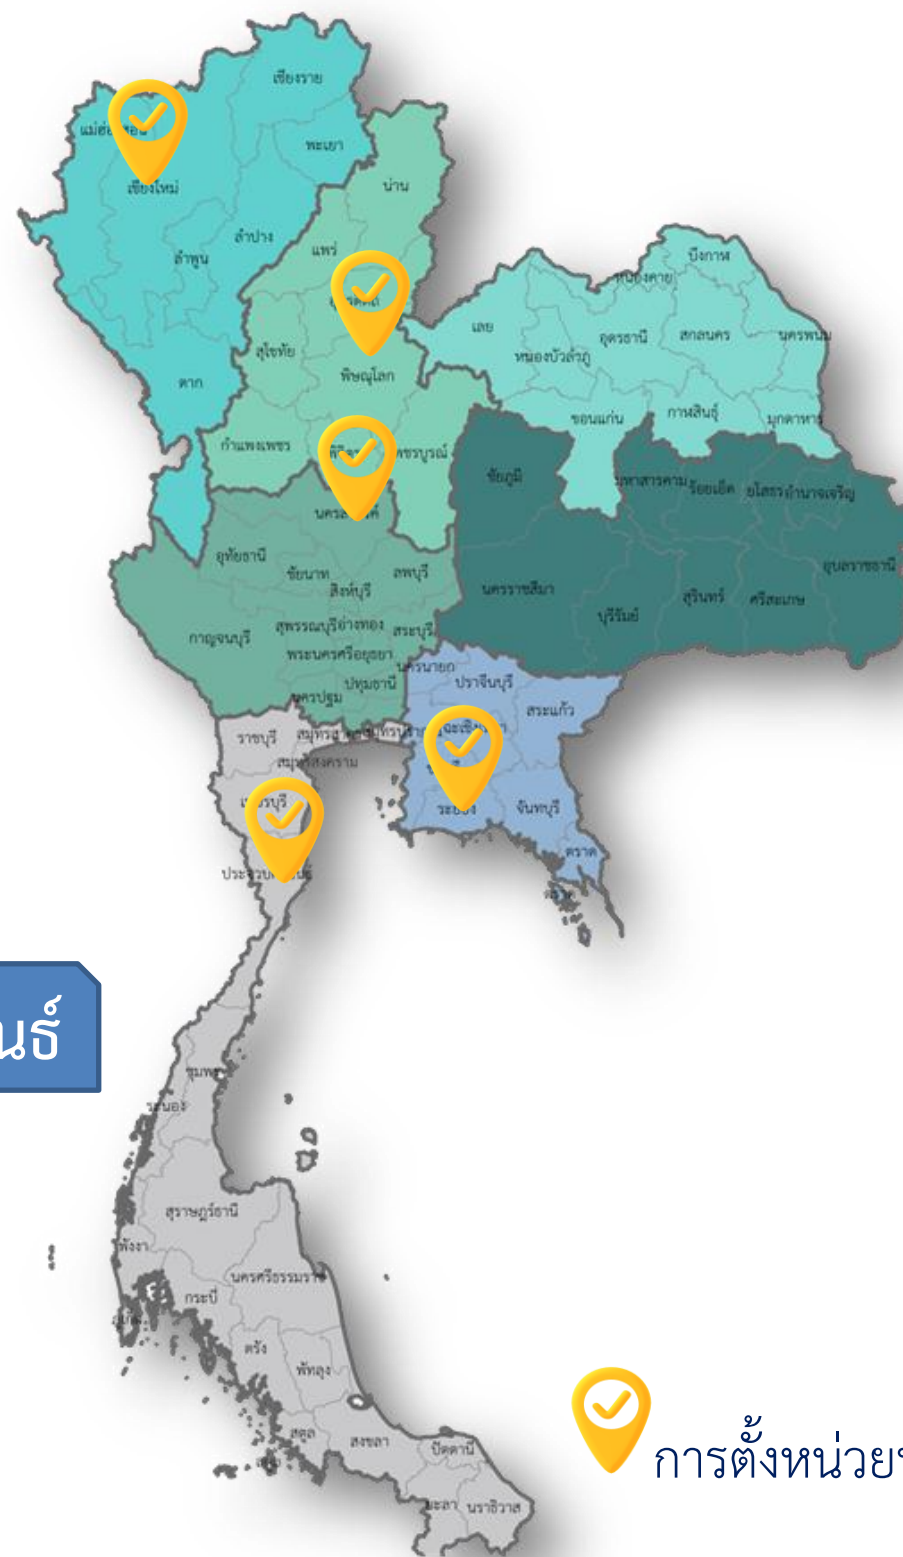 เชียงราย
พะเยา
เชียงใหม่
น่าน
ลำปาง
ลำพูน
แพร่
บึงกาฬ
หนองคาย
เลย
อุดรธานี
สกลนคร
นครพนม
หนองบัวลำภู
สุโขทัย
พิษณุโลก
ตาก
ขอนแก่น
กาฬสินธุ์
มุกดาหาร
กำแพงเพชร
เพชรบูรณ์
ชัยภูมิ
มหาสารคาม
ร้อยเอ็ด
ยโสธร
อำนาจเจริญ
อุทัยธานี
ชัยนาท
ลพบุรี
สิงห์บุรี
นครราชสีมา
อุบลราชธานี
บุรีรัมย์
สุรินทร์
ศรีสะเกษ
กาญจนบุรี
สุพรรณบุรี
อ่างทอง
สระบุรี
พระนครศรีอยุธยา
นครนายก
ปราจีนบุรี
ปทุมธานี
นครปฐม
สระแก้ว
ราชบุรี
สมุทรสงคราม
ระยอง
จันทบุรี
ตราด
นธ์
ชุมพร
ระนอง
สุราษฎร์ธานี
พังงา
นครศรีธรรมราช
กระบี่
ภูเก็ต
ตรัง
พัทลุง
สตูล
สงขลา
ปัตตานี
ยะลา
นราธิวาส
การตั้งหน่วย